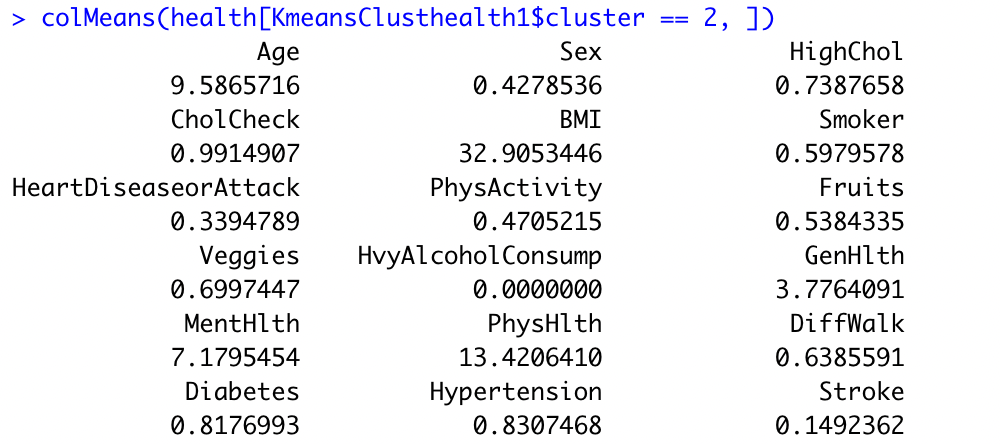 > colMeans(health[KmeansClusthealth1$cluster == 2, ])
Age Sex HighChol
9.5865716 0.4278536 0.7387658
CholCheck BMI Smoker
0.9914907 32.9053446 0.5979578
HeartDiseaseorAttack PhysActivity Fruits
0.3394789 0.4705215 0.5384335
Veggies HvyAlcoholConsump GenHlth
0.6997447 0.0000000 3.7764091
MentHlth PhysHlth DiffWalk
7.1795454 13.4206410 0.6385591
Diabetes Hypertension Stroke
0.8176993 0.8307468 0.1492362